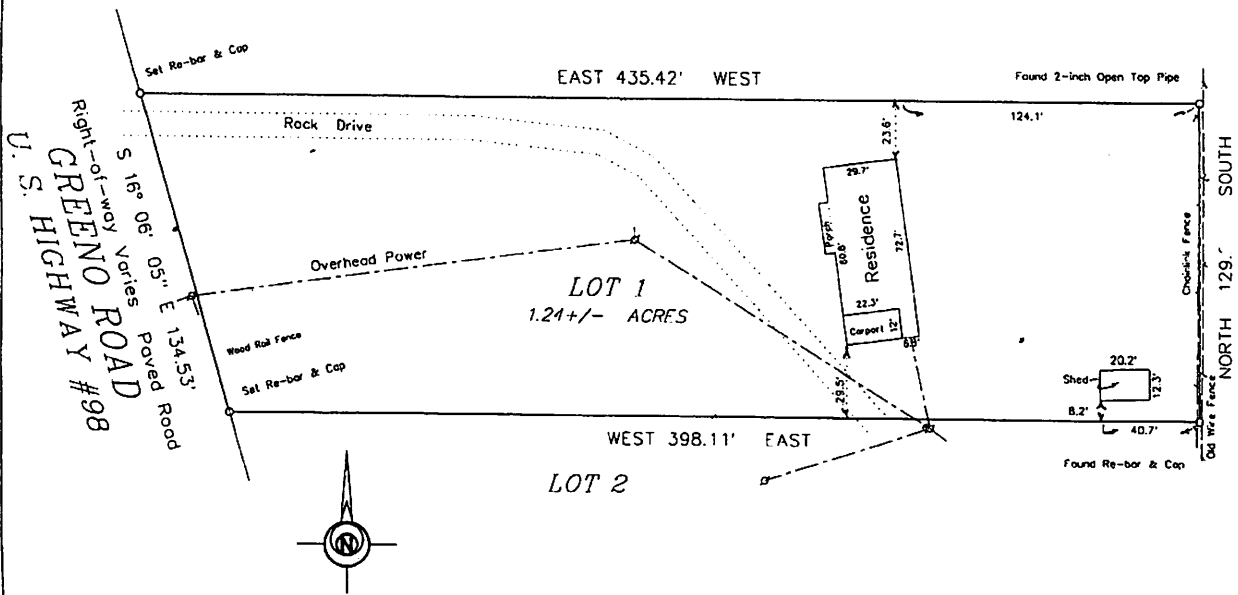 Set Re-bar & Cap
EAST 435.42' WEST
Found 2-inch Open Top Pipe
124.1'
23.6'
Rock Drive
29.7'
Porch
60.8'
Residence
72.7'
22.3'
Carport
12'
29.5'
S 16° 06' 05" E 134.53'
Right-of-way Varies Paved Road
GREENO ROAD
U. S. HIGHWAY #98
Overhead Power
LOT 1
1.24+/- ACRES
Wood Rail Fence
Set Re-bar & Cap
Chainlink Fence
NORTH 129. SOUTH
Old Wire Fence
20.2'
Shed
12.3'
8.2'
40.7'
WEST 398.11' EAST
Found Re-bar & Cap
LOT 2
N